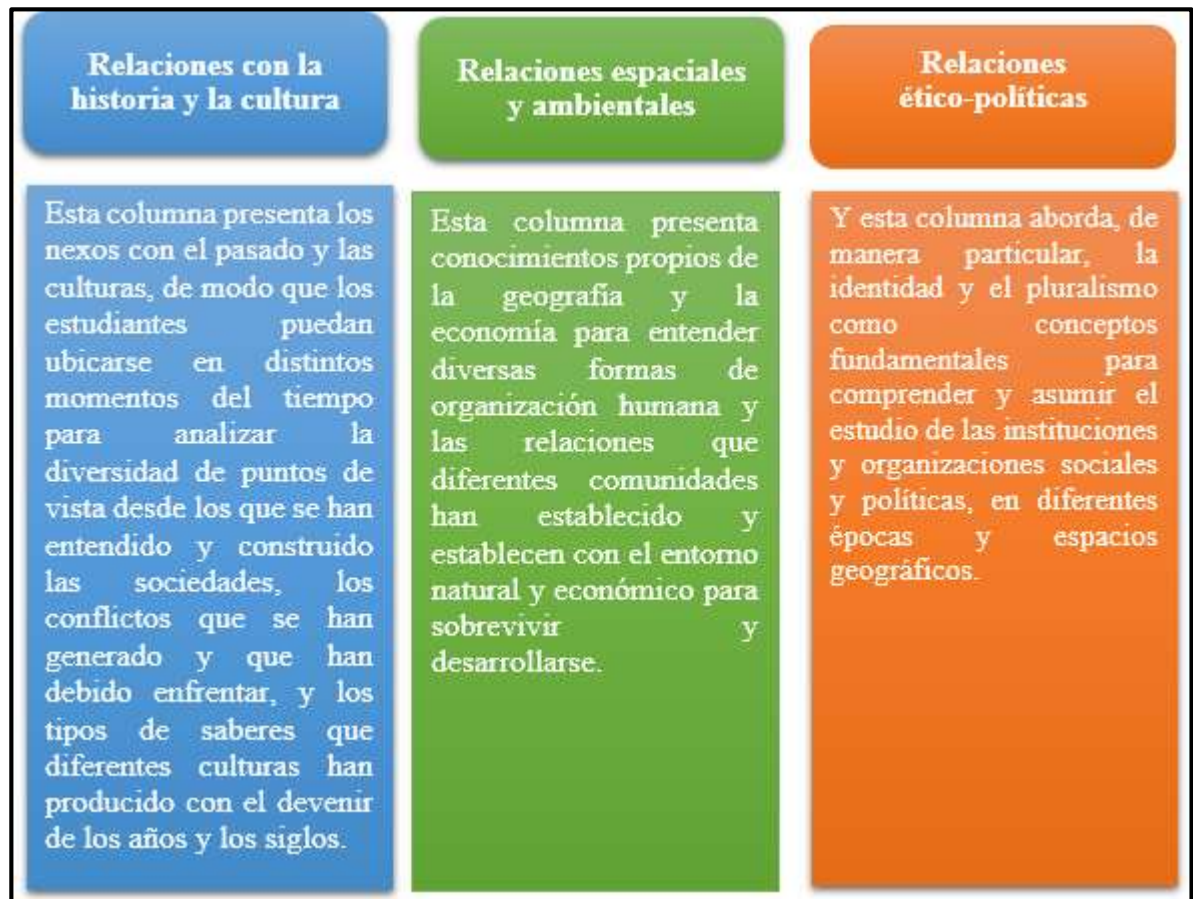 Relaciones con la
historia y la cultura
Esta columna presenta los
nexos con el pasado y las
culturas, de modo que los
estudiantes puedan
ubicarse en distintos
momentos del tiempo
para analizar la
diversidad de puntos de
vista desde los que se han
entendido y construido
las sociedades, los
conflictos que se han
generado y que han
debido enfrentar, y los
tipos de saberes que
diferentes culturas han
producido con el devenir
de los años y los siglos.
Relaciones espaciales
y ambientales
Esta columna presenta
conocimientos propios de
la geografía y la
economía para entender
diversas formas de
organización humana y
las relaciones que
diferentes comunidades
han establecido y
establecen con el entorno
natural y económico para
sobrevivir y
desarrollarse.
Relaciones
ético-políticas
Y esta columna aborda, de
manera particular, la
identidad y el pluralismo
como conceptos
fundamentales para
comprender y asumir el
estudio de las instituciones
y organizaciones sociales
y políticas, en diferentes
épocas y espacios
geográficos.